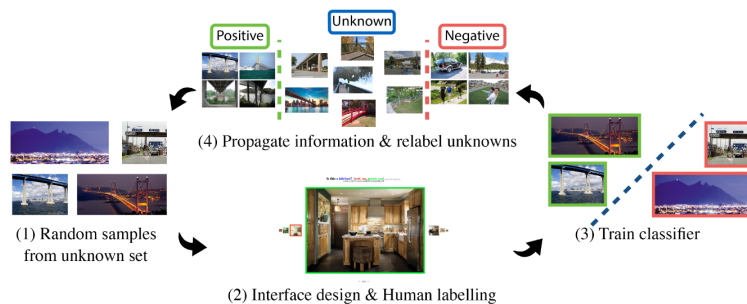 Positive
Unknown
Negative
(4) Propagate information & relabel unknowns
(1) Random samples
from unknown set
(2) Interface design & Human labelling
(3) Train classifier